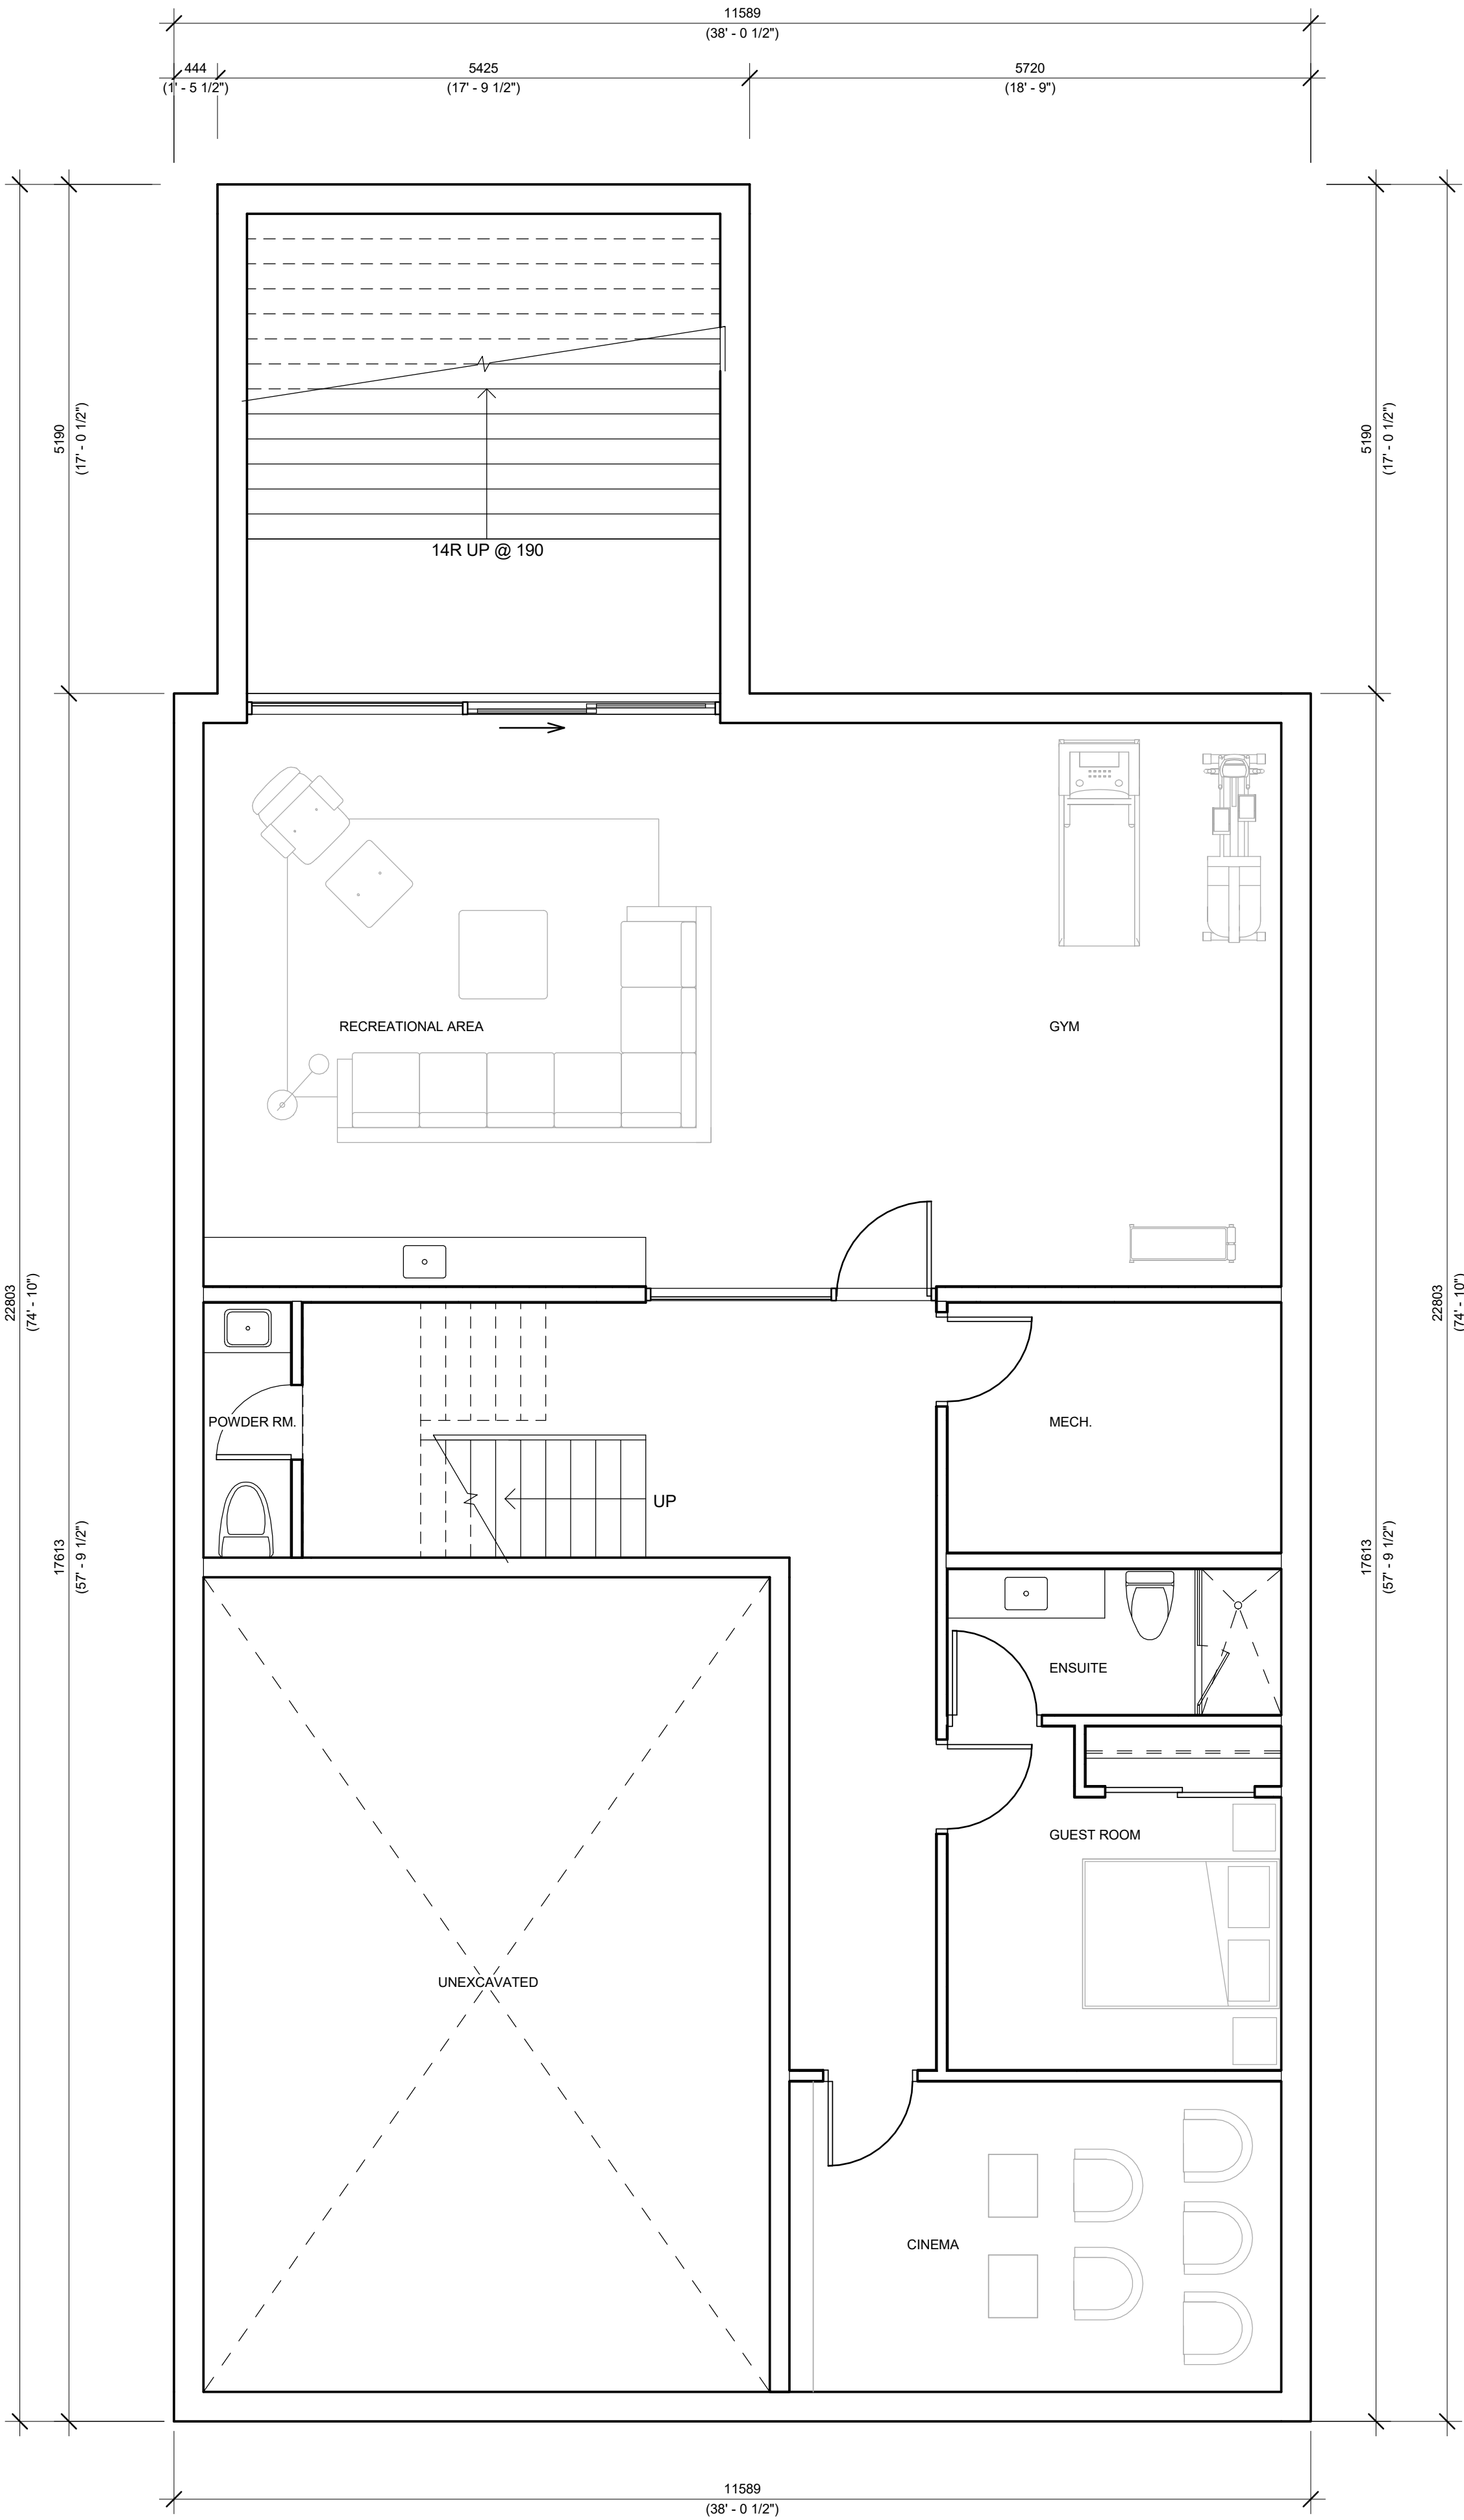 11589
(38' - 0 1/2")
444
(1' - 5 1/2")
5425
(17' - 9 1/2")
5720
(18' - 9")
5190
(17' - 0 1/2")
5190
(17' - 0 1/2")
14R UP @ 190
RECREATIONAL AREA
GYM
22803
(74' - 10")
22803
(74' - 10")
POWDER RM.
MECH.
UP
17613
(57' - 9 1/2")
17613
(57' - 9 1/2")
ENSUITE
GUEST ROOM
UNEXCAVATED
CINEMA
11589
(38' - 0 1/2")